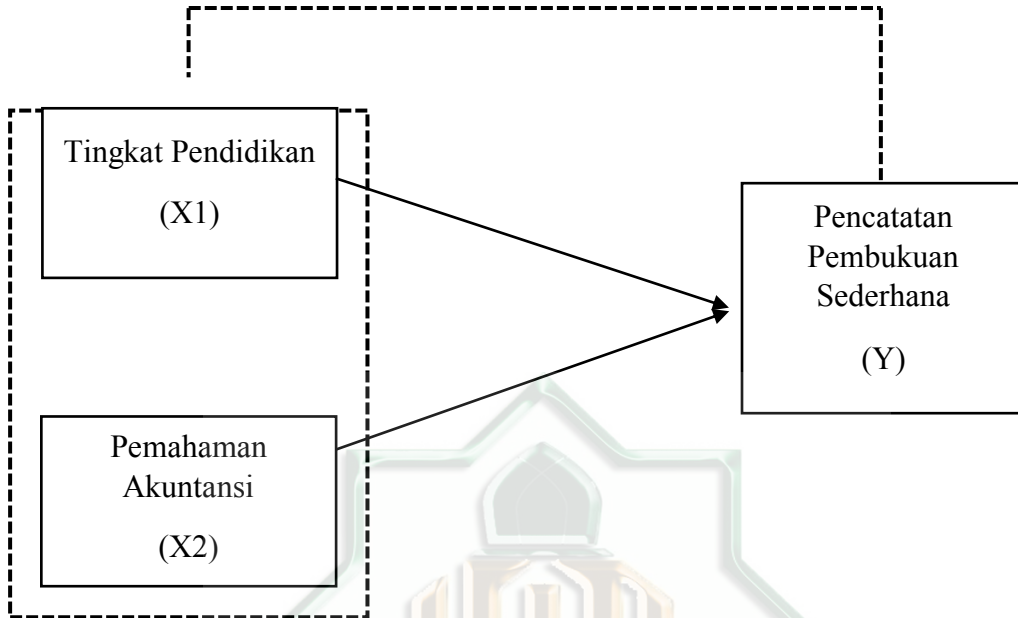 Tingkat Pendidikan
(X1)
Pencatatan
Pembukuan
Sederhana
(Y)
Pemahaman
Akuntansi
(X2)